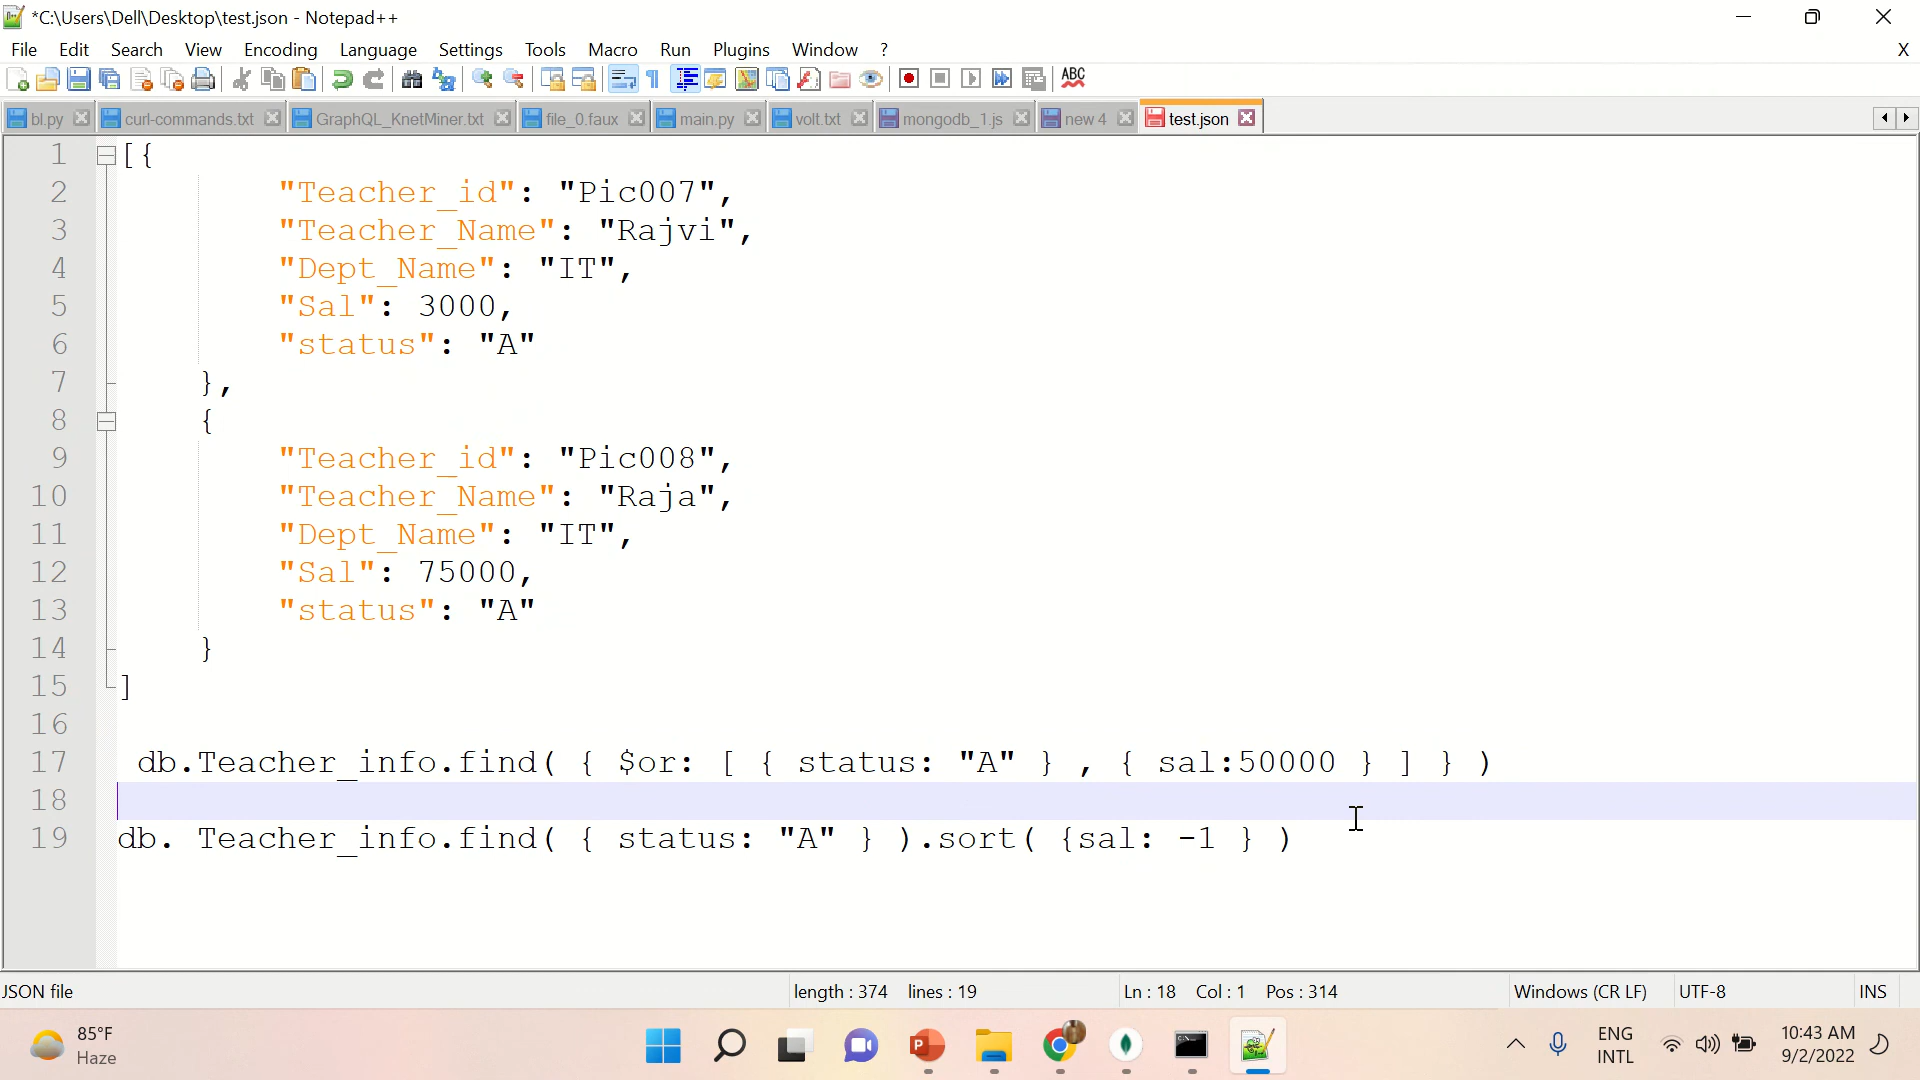 *C:\Users\Dell\Desktop\test.json - Notepad++
File Edit Search View Encoding Language Settings Tools Macro Run Plugins Window ? X
ABC
bl.py curl-commands.txt GraphQL_KnetMiner.txt file_0.faux main.py volt.txt mongodb_1.js new 4 test.json
1 [{
2 "Teacher_id": "Pic007",
3 "Teacher_Name": "Rajvi",
4 "Dept_Name": "IT",
5 "Sal": 3000,
6 "status": "A"
7 },
8 {
9 "Teacher_id": "Pic008",
10 "Teacher_Name": "Raja",
11 "Dept_Name": "IT",
12 "Sal": 75000,
13 "status": "A"
14 }
15 ]
16
17 db.Teacher_info.find( { $or: [ { status: "A" } , { sal:50000 } ] } )
18
19 db. Teacher_info.find( { status: "A" } ).sort( {sal: -1 } )
JSON file length : 374 lines : 19 Ln : 18 Col : 1 Pos : 314 Windows (CR LF) UTF-8 INS
85°F
Haze
ENG
INTL
10:43 AM
9/2/2022